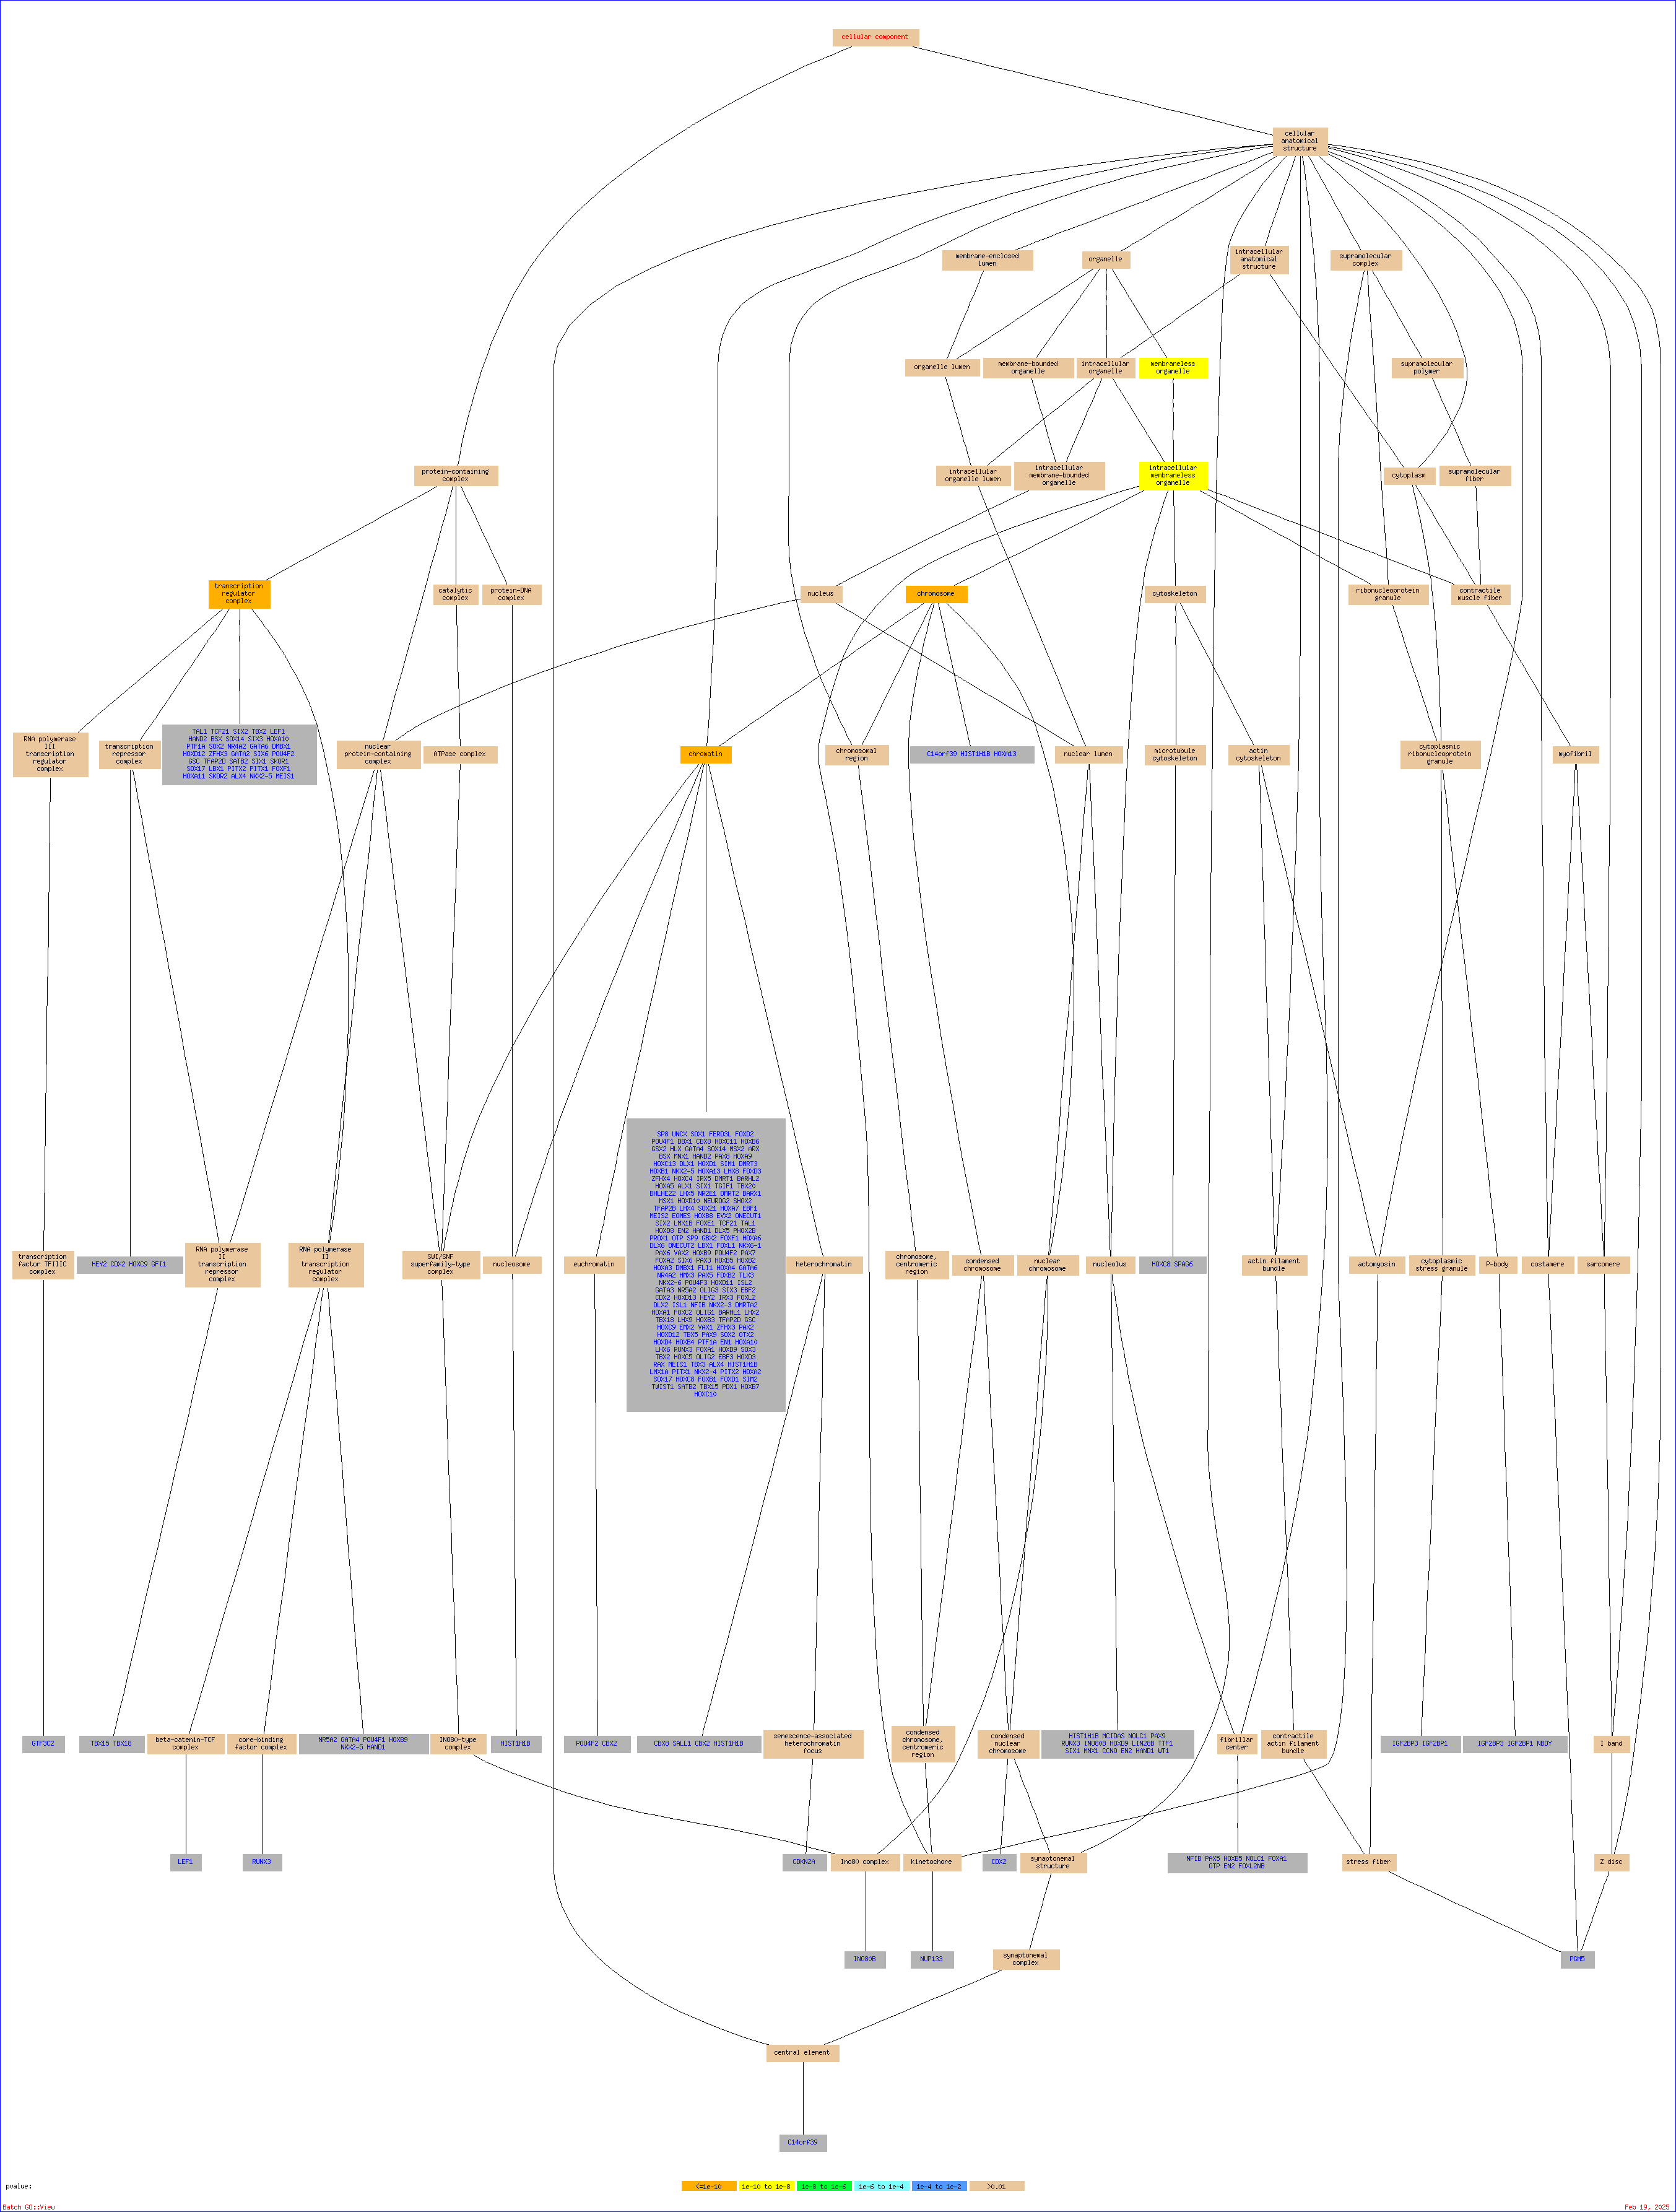 cellular component
cellular
anatomical
structure
membrane-enclosed
lumen
organelle
intracellular
anatomical
structure
supramolecular
complex
organelle lumen
membrane-bounded
organelle
intracellular
organelle
membraneless
organelle
supramolecular
polymer
protein-containing
complex
intracellular
organelle lumen
intracellular
membrane-bounded
organelle
intracellular
membraneless
organelle
cytoplasm
supramolecular
fiber
transcription
regulator
complex
catalytic
complex
protein-DNA
complex
nucleus
chromosome
cytoskeleton
ribonucleoprotein
granule
contractile
muscle fiber
RNA polymerase
III
transcription
regulator
complex
transcription
repressor
complex
TAL1 TCF21 SIX2 TBX2 LEF1
HAND2 BSX SOX14 SIX3 HOXA10
PTF1A SOX2 NR4A2 GATA6 DMBX1
HOXD12 ZFHX3 GATA2 SIX6 POU4F2
GSC TFAP2D SATB2 SIX1 SKOR1
SOX17 LBX1 PITX2 PITX1 FOXF1
HOXA11 SKOR2 ALX4 NKX2-5 MEIS1
nuclear
protein-containing
complex
ATPase complex
chromatin
chromosomal
region
C14orf39 HIST1H1B HOXA13
nuclear lumen
microtubule
cytoskeleton
actin
cytoskeleton
cytoplasmic
ribonucleoprotein
granule
myofibril
SP8 UNCX SOX1 FERD3L FOXD2
POU4F1 DBX1 CBX8 HOXC11 HOXB6
GSX2 HLX GATA4 SOX14 MSX2 ARX
BSX MNX1 HAND2 PAX8 HOXA9
HOXC13 DLX1 HOXD1 SIM1 DMRT3
HOXB1 NKX2-5 HOXA13 LHX8 FOXD3
ZFHX4 HOXC4 IRX5 DMRT1 BARHL2
HOXA5 ALX1 SIX1 TGIF1 TBX20
BHLHE22 LHX5 NR2E1 DMRT2 BARX1
MSX1 HOXD10 NEUROG2 SHOX2
TFAP2B LHX4 SOX21 HOXA7 EBF1
MEIS2 EOMES HOXB8 EVX2 ONECUT1
SIX2 LMX1B FOXE1 TCF21 TAL1
HOXD8 EN2 HAND1 DLX5 PHOX2B
PROX1 OTP SP9 GBX2 FOXF1 HOXA6
DLX6 ONECUT2 LBX1 FOXL1 NKX6-1
PAX6 VAX2 HOXB9 POU4F2 PAX7
FOXA2 SIX6 PAX3 HOXB5 HOXB2
HOXA3 DMBX1 FLI1 HOXA4 GATA6
NR4A2 HMX3 PAX5 FOXB2 TLX3
NKX2-6 POU4F3 HOXD11 ISL2
GATA3 NR5A2 OLIG3 SIX3 EBF2
CDX2 HOXD13 HEY2 IRX3 FOXL2
DLX2 ISL1 NFIB NKX2-3 DMRTA2
HOXA1 FOXC2 OLIG1 BARHL1 LHX2
TBX18 LHX9 HOXB3 TFAP2D GSC
HOXC9 EMX2 VAX1 ZFHX3 PAX2
HOXD12 TBX5 PAX9 SOX2 OTX2
HOXD4 HOXB4 PTF1A EN1 HOXA10
LHX6 RUNX3 FOXA1 HOXD9 SOX3
TBX2 HOXC5 OLIG2 EBF3 HOXD3
RAX MEIS1 TBX3 ALX4 HIST1H1B
LMX1A PITX1 NKX2-4 PITX2 HOXA2
SOX17 HOXC8 FOXB1 FOXD1 SIM2
TWIST1 SATB2 TBX15 PDX1 HOXB7
HOXC10
transcription
factor TFIIIC
complex
HEY2 CDX2 HOXC9 GFI1
RNA polymerase
II
transcription
repressor
complex
RNA polymerase
II
transcription
regulator
complex
SWI/SNF
superfamily-type
complex
nucleosome
euchromatin
heterochromatin
chromosome,
centromeric
region
condensed
chromosome
nuclear
chromosome
nucleolus
HOXC8 SPAG6
actin filament
bundle
actomyosin
cytoplasmic
stress granule
P-body
costamere
sarcomere
GTF3C2
TBX15 TBX18
beta-catenin-TCF
complex
core-binding
factor complex
NR5A2 GATA4 POU4F1 HOXB9
NKX2-5 HAND1
INO80-type
complex
HIST1H1B
POU4F2 CBX2
CBX8 SALL1 CBX2 HIST1H1B
senescence-associated
heterochromatin
focus
condensed
chromosome,
centromeric
region
condensed
nuclear
chromosome
HIST1H1B MCIDAS NOLC1 PAX9
RUNX3 INO80B HOXD9 LIN28B TTF1
SIX1 MNX1 CCNO EN2 HAND1 WT1
fibrillar
center
contractile
actin filament
bundle
IGF2BP3 IGF2BP1
IGF2BP3 IGF2BP1 NBDY
I band
LEF1
RUNX3
CDKN2A
Ino80 complex
kinetochore
CDX2
synaptonemal
structure
NFIB PAX5 HOXB5 NOLC1 FOXA1
OTP EN2 FOXL2NB
stress fiber
Z disc
INO80B
NUP133
synaptonemal
complex
PGM5
central element
C14orf39
pvalue:
<=1e-10
1e-10 to 1e-8
1e-8 to 1e-6
1e-6 to 1e-4
1e-4 to 1e-2
>0.01
Batch GO::View
Feb 19, 2025